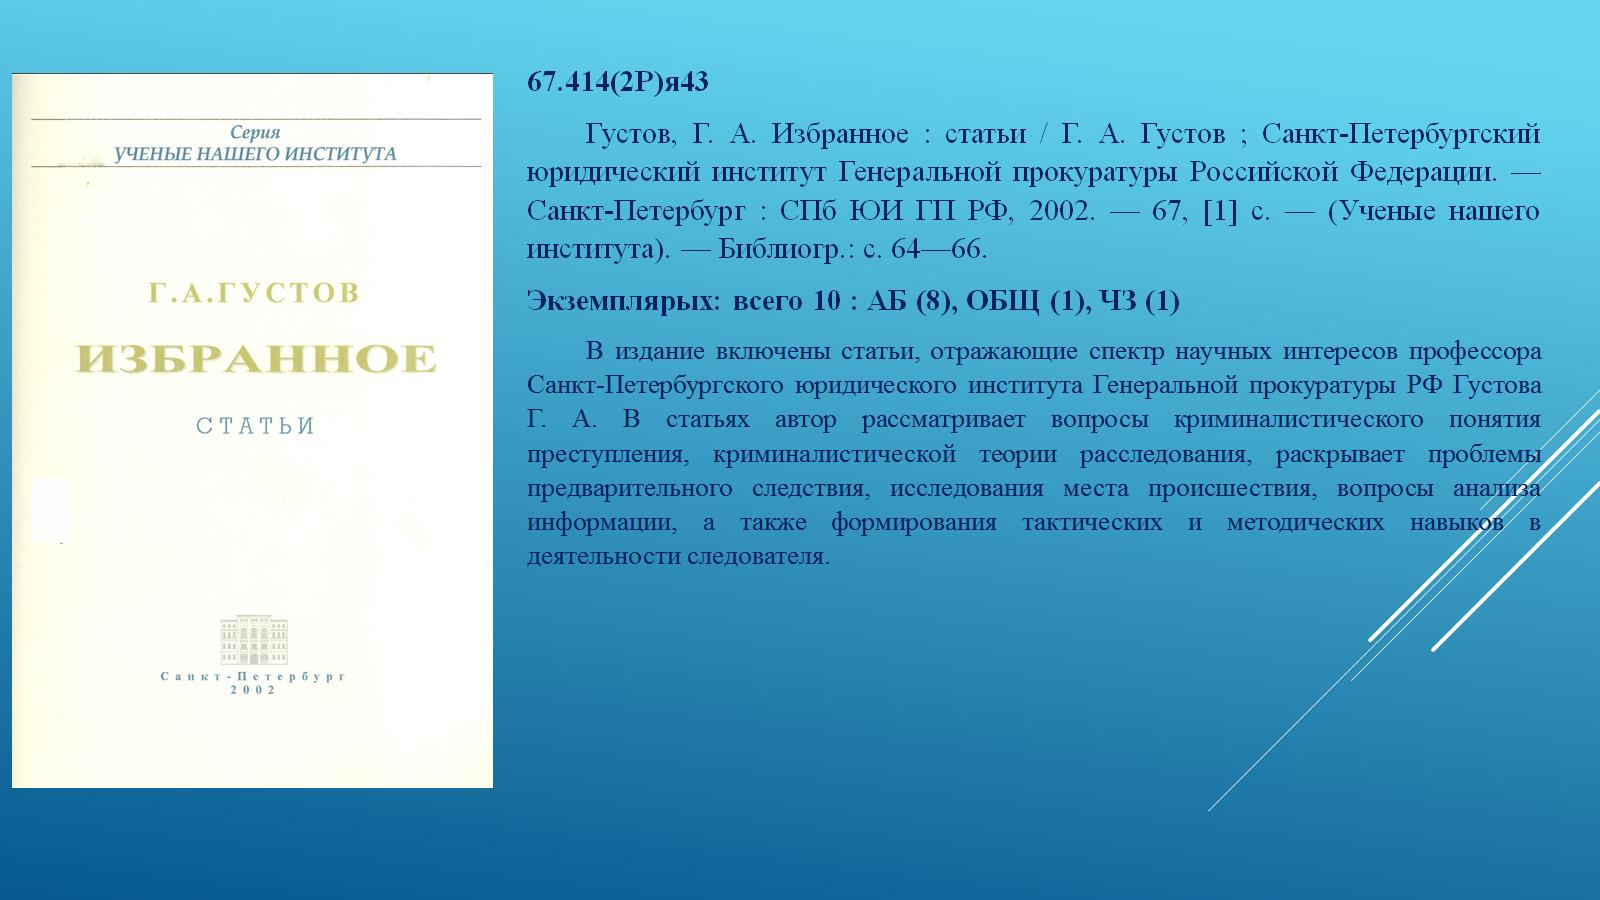 Серия
УЧЕНЫЕ НАШЕГО ИНСТИТУТА
Г.А.ГУСТОВ
ИЗБРАННОЕ
СТАТЬИ
Санкт-Петербург
2002
67.414(2Р)я43
Густов, Г. А. Избранное : статьи / Г. А. Густов ; Санкт-Петербургский
юридический институт Генеральной прокуратуры Российской Федерации. —
Санкт-Петербург : СПб ЮИ ГП РФ, 2002. — 67, [1] с. — (Ученые нашего
института). — Библиогр.: с. 64—66.
Экземплярых: всего 10 : АБ (8), ОБЩ (1), ЧЗ (1)
В издание включены статьи, отражающие спектр научных интересов профессора
Санкт-Петербургского юридического института Генеральной прокуратуры РФ Густова
Г. А. В статьях автор рассматривает вопросы криминалистического понятия
преступления, криминалистической теории расследования, раскрывает проблемы
предварительного следствия, исследования места происшествия, вопросы анализа
информации, а также формирования тактических и методических навыков в
деятельности следователя.